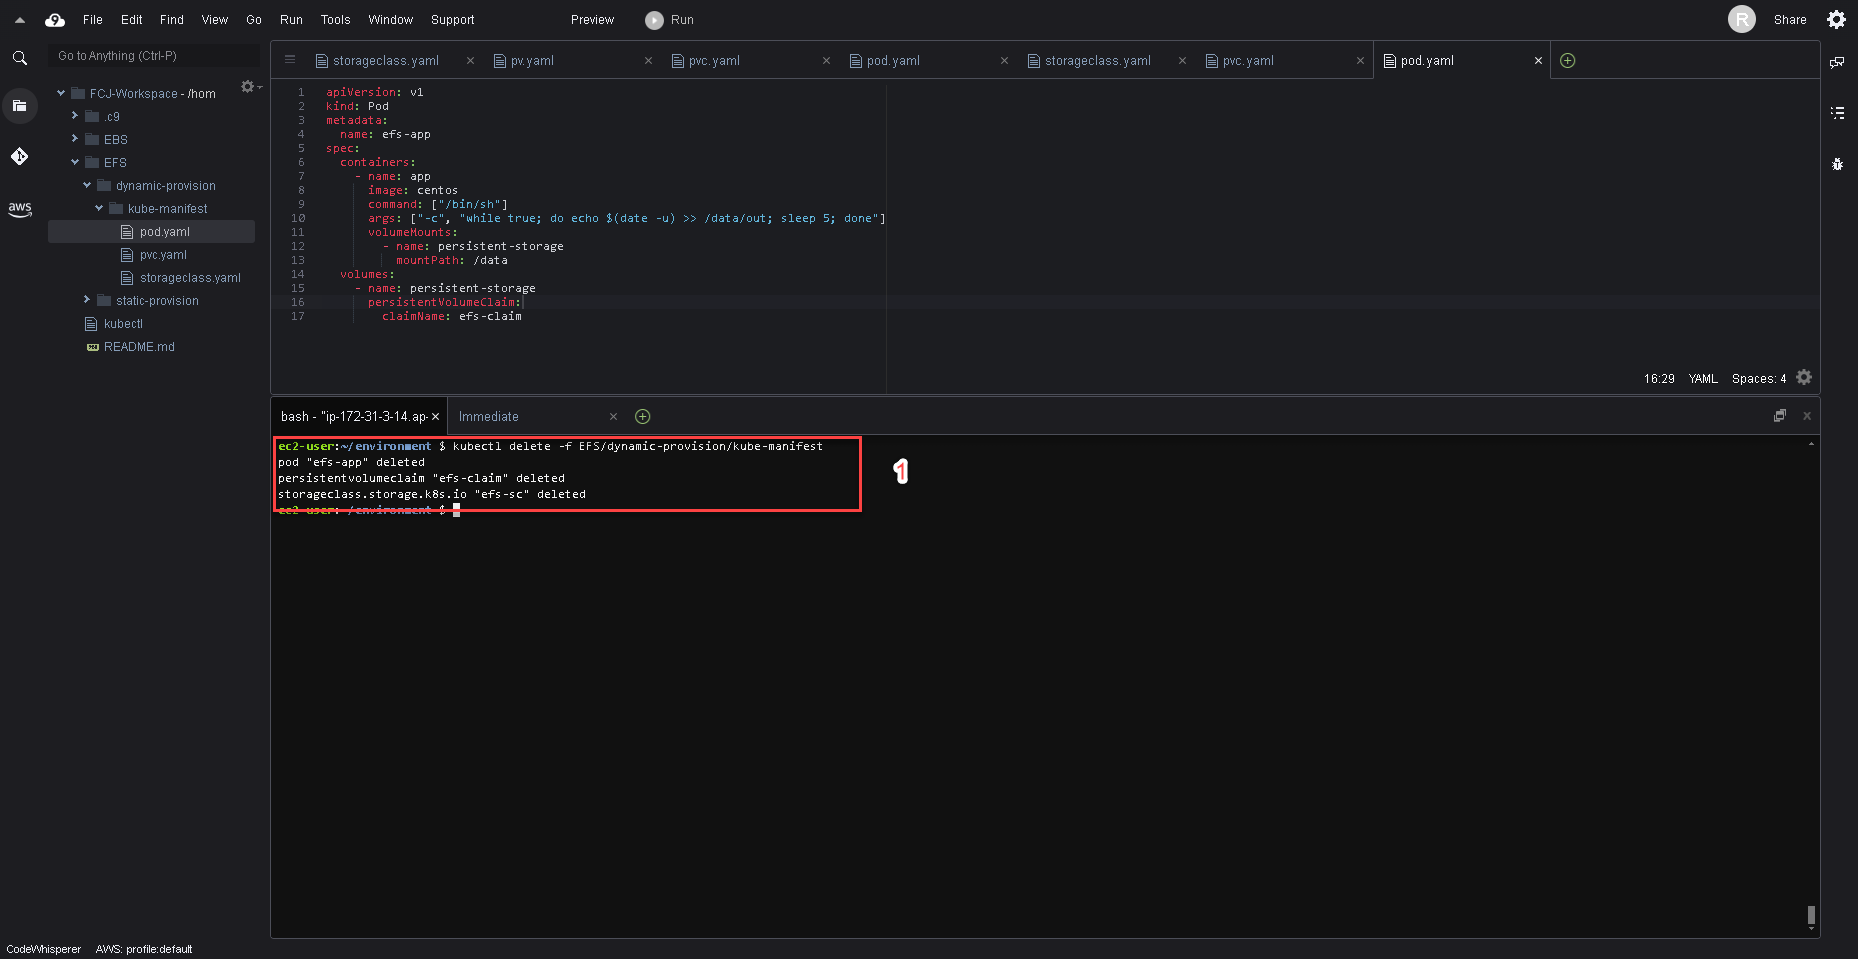 File Edit Find View Go Run Tools Window Support Preview Run R Share
Go to Anything (Ctrl-P)
storageclass.yaml pv.yaml pvc.yaml pod.yaml storageclass.yaml pvc.yaml pod.yaml
FCJ-Workspace - /hom
.c9
EBS
EFS
dynamic-provision
kube-manifest
pod.yaml
pvc.yaml
storageclass.yaml
static-provision
kubectl
README.md
aws
1 apiVersion: v1
2 kind: Pod
3 metadata:
4 name: efs-app
5 spec:
6 containers:
7 - name: app
8 image: centos
9 command: ["/bin/sh"]
10 args: ["-c", "while true; do echo $(date -u) >> /data/out; sleep 5; done"]
11 volumeMounts:
12 - name: persistent-storage
13 mountPath: /data
14 volumes:
15 - name: persistent-storage
16 persistentVolumeClaim:
17 claimName: efs-claim
16:29 YAML Spaces: 4
bash - "ip-172-31-3-14.ap- Immediate
ec2-user:~/environment $ kubectl delete -f EFS/dynamic-provision/kube-manifest
pod "efs-app" deleted
persistentvolumeclaim "efs-claim" deleted
storageclass.storage.k8s.io "efs-sc" deleted
ec2-user:~/environment $
1
CodeWhisperer AWS: profile:default